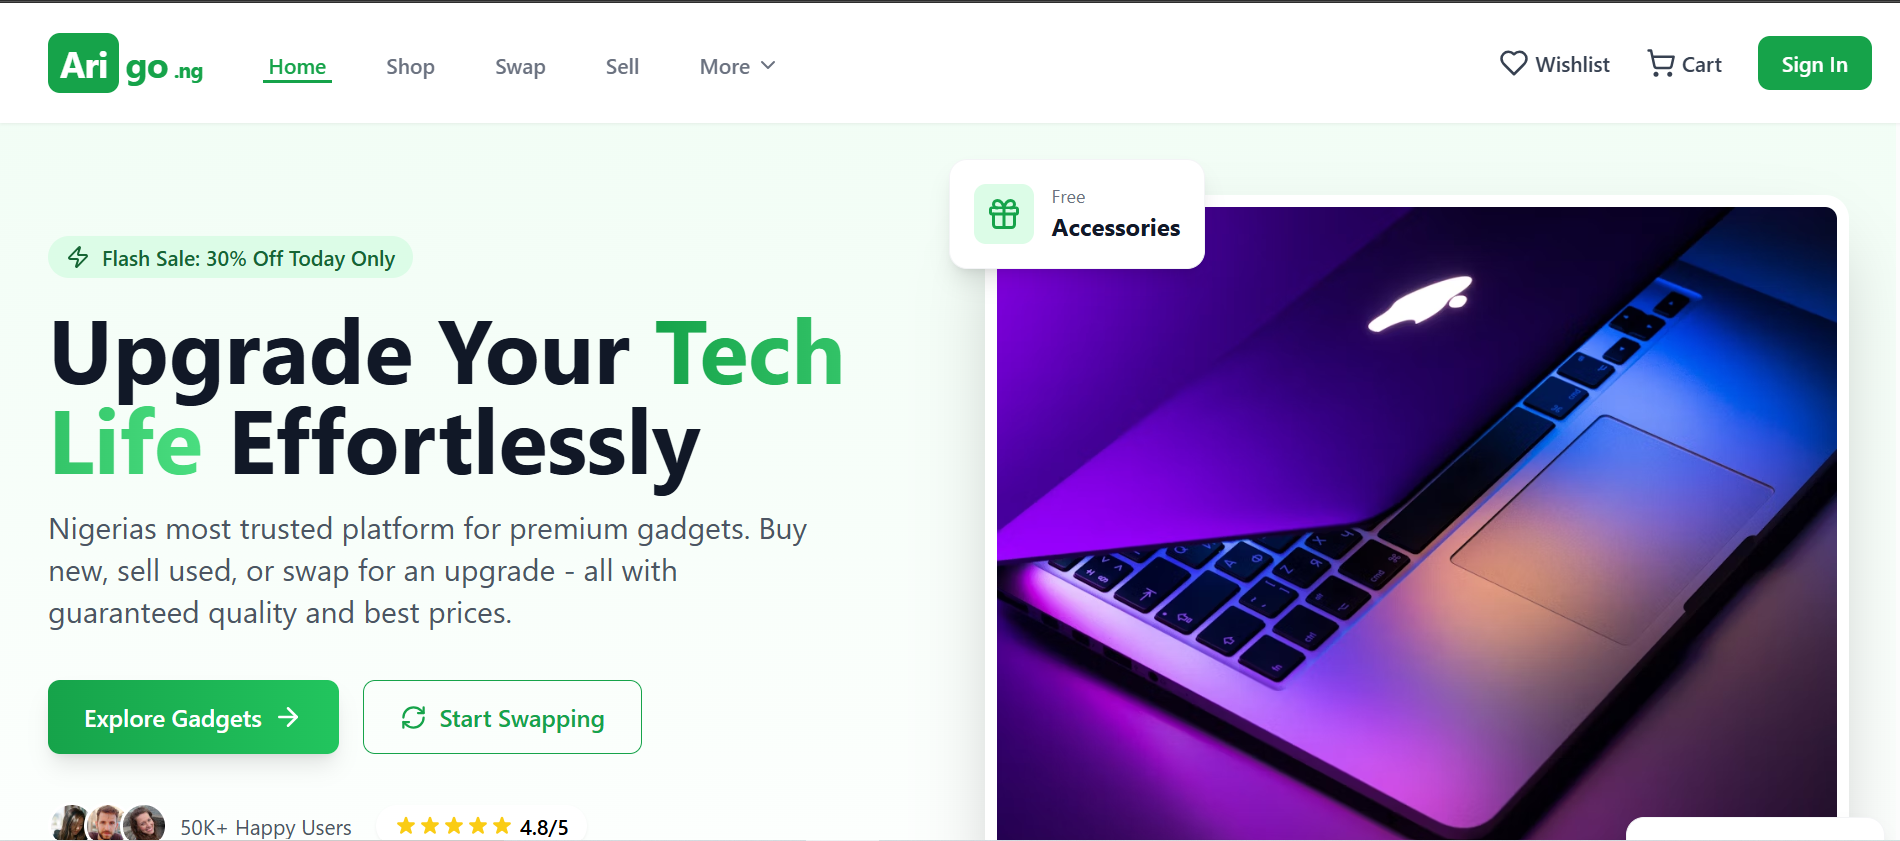 Ari go .ng
Home
Shop
Swap
Sell
More
Wishlist
Cart
Sign In
Free
Accessories
Flash Sale: 30% Off Today Only
Upgrade Your Tech
Life Effortlessly
Nigerias most trusted platform for premium gadgets. Buy
new, sell used, or swap for an upgrade - all with
guaranteed quality and best prices.
Explore Gadgets
Start Swapping
50K+ Happy Users
4.8/5